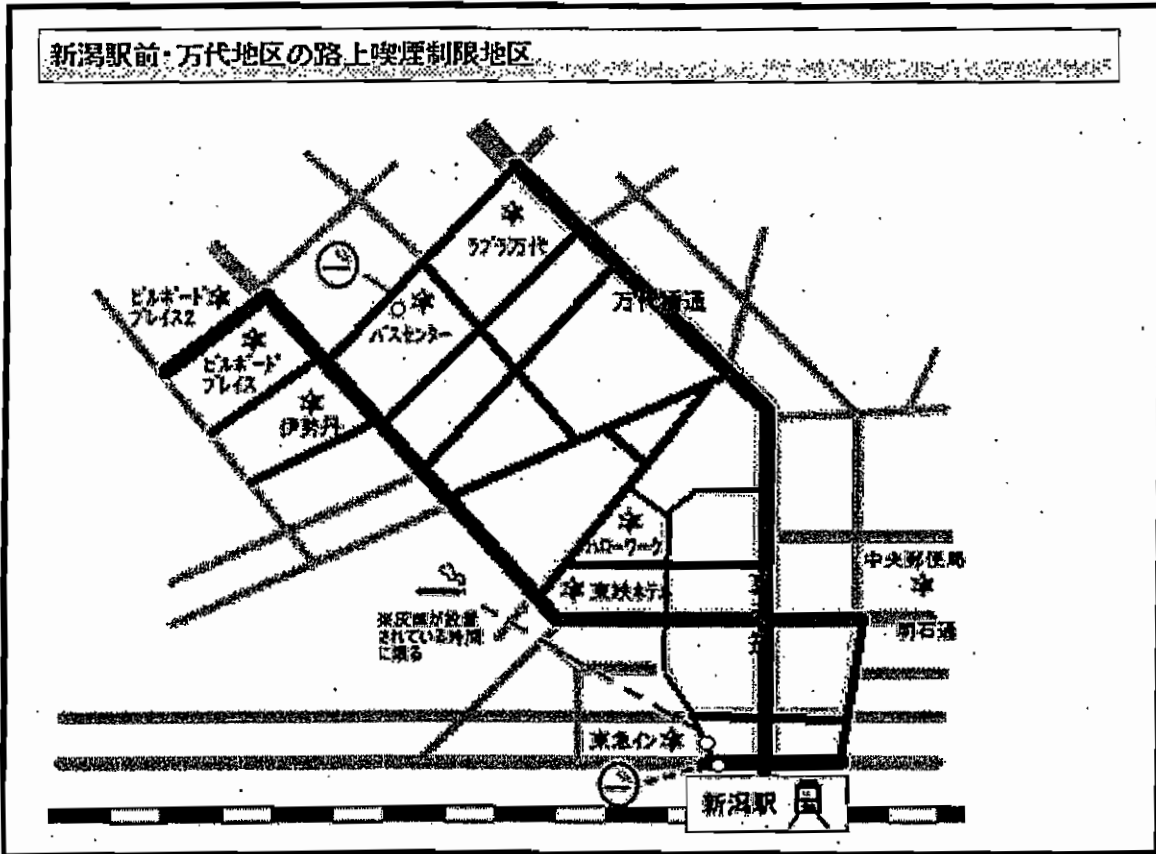 新潟駅前・万代地区の路上喫煙制限地区
ラブラ万代
万代橋通
ビルボード
プレイス2
バスセンター
ビルボード
プレイス
伊勢丹
ハローワーク
中央郵便局
東鉄ホテル
明石通
※灰皿が設置
されている時間
に限る
東急イン
新潟駅